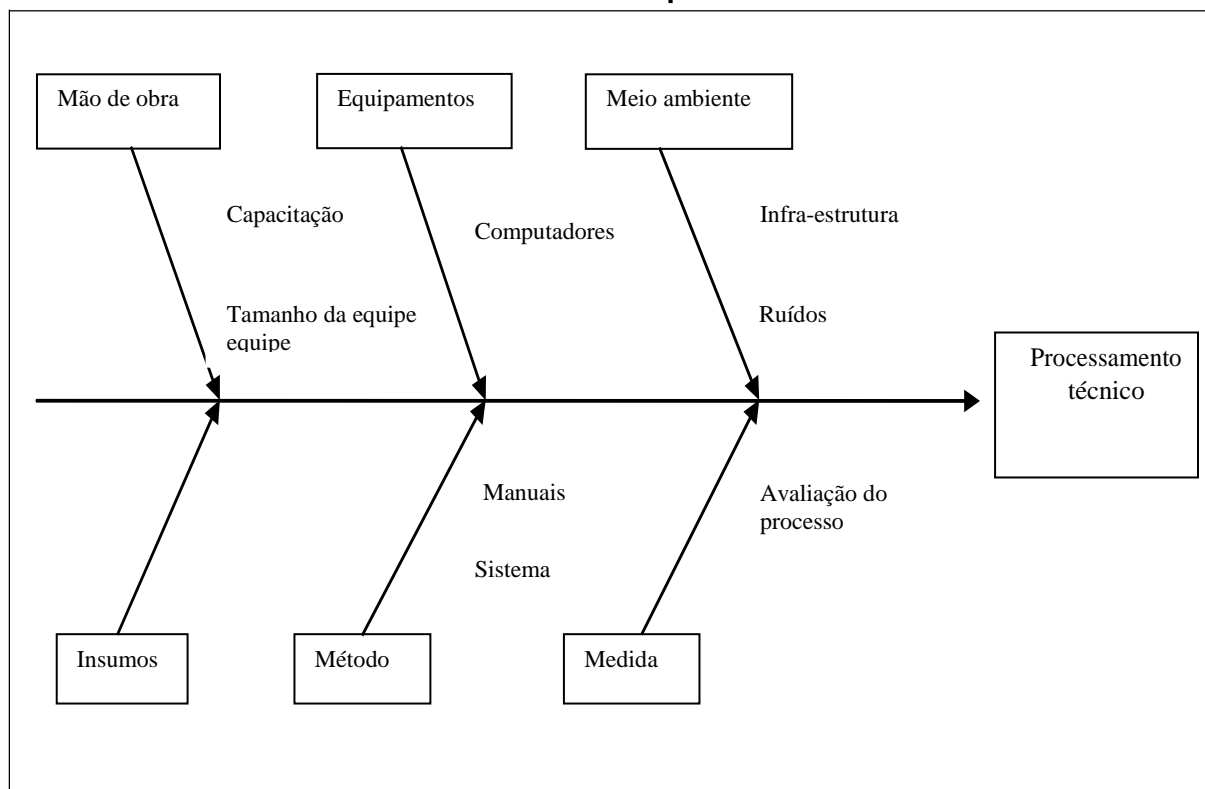 Mão de obra
Equipamentos
Meio ambiente
Capacitação
Computadores
Infra-estrutura
Tamanho da equipe
equipe
Ruídos
Processamento
técnico
Manuais
Avaliação do
processo
Sistema
Insumos
Método
Medida